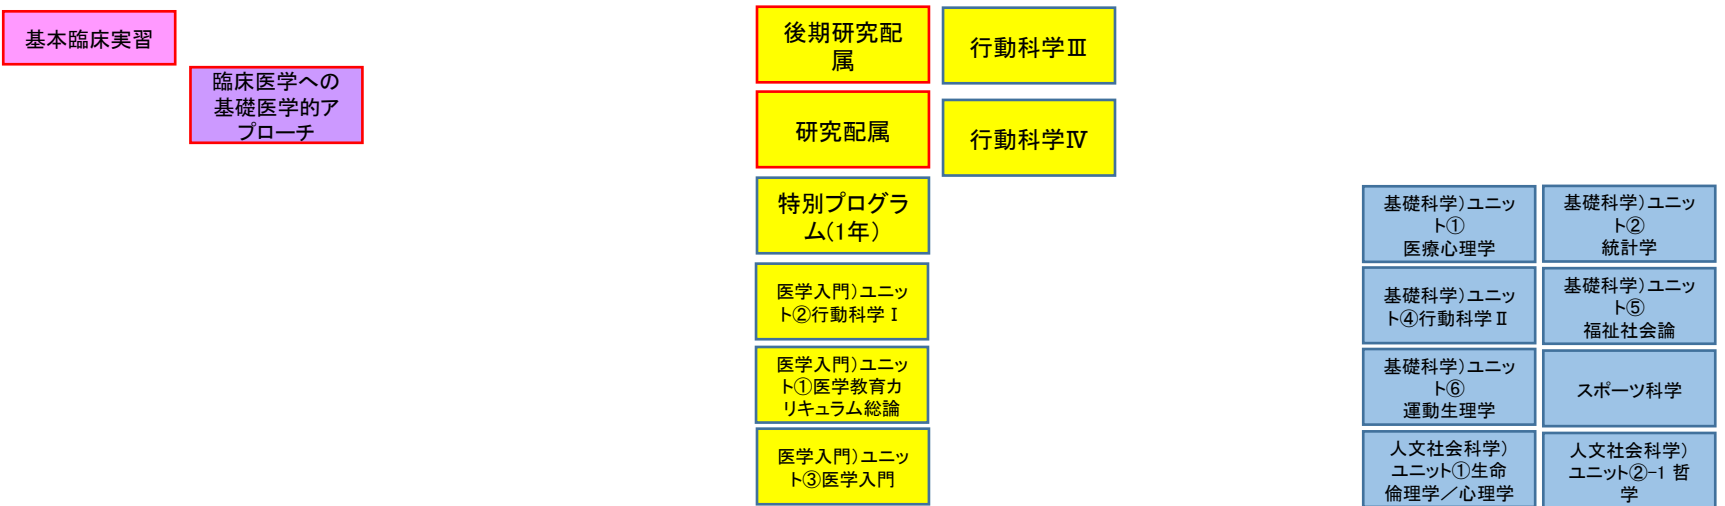 基本臨床実習
臨床医学への
基礎医学的ア
プローチ
後期研究配
属
研究配属
特別プログラ
ム(1年)
医学入門)ユニッ
ト②行動科学Ⅰ
医学入門)ユニッ
ト①医学教育カ
リキュラム総論
医学入門)ユニッ
ト③医学入門
行動科学Ⅲ
行動科学Ⅳ
基礎科学)ユニッ
ト①
医療心理学
基礎科学)ユニッ
ト②
統計学
基礎科学)ユニッ
ト④行動科学Ⅱ
基礎科学)ユニッ
ト⑤
福祉社会論
基礎科学)ユニッ
ト⑥
運動生理学
スポーツ科学
人文社会科学)
ユニット①生命
倫理学／心理学
人文社会科学)
ユニット②-1 哲
学